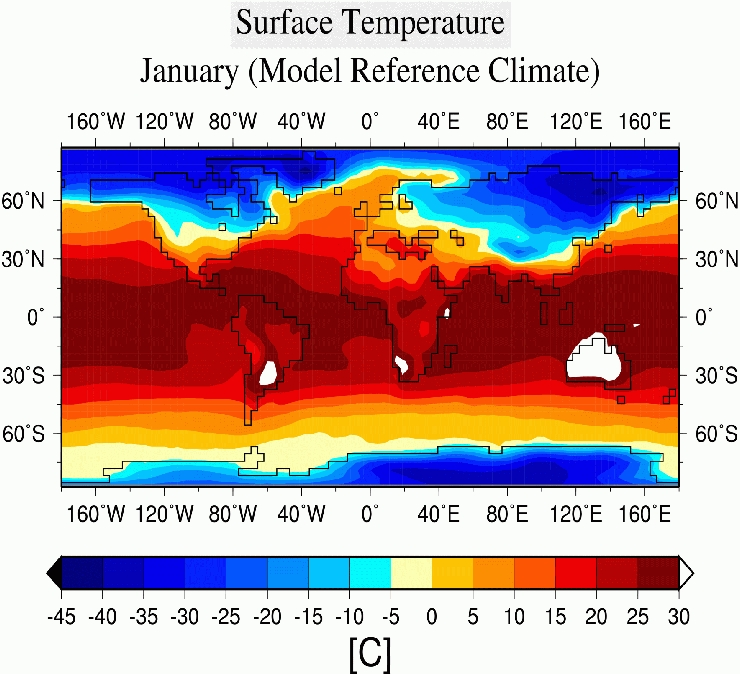 Surface Temperature
January (Model Reference Climate)
160˚W 120˚W 80˚W 40˚W 0˚ 40˚E 80˚E 120˚E 160˚E
60˚N 60˚N
30˚N 30˚N
0˚ 0˚
30˚S 30˚S
60˚S 60˚S
160˚W 120˚W 80˚W 40˚W 0˚ 40˚E 80˚E 120˚E 160˚E
-45 -40 -35 -30 -25 -20 -15 -10 -5 0 5 10 15 20 25 30
[C]